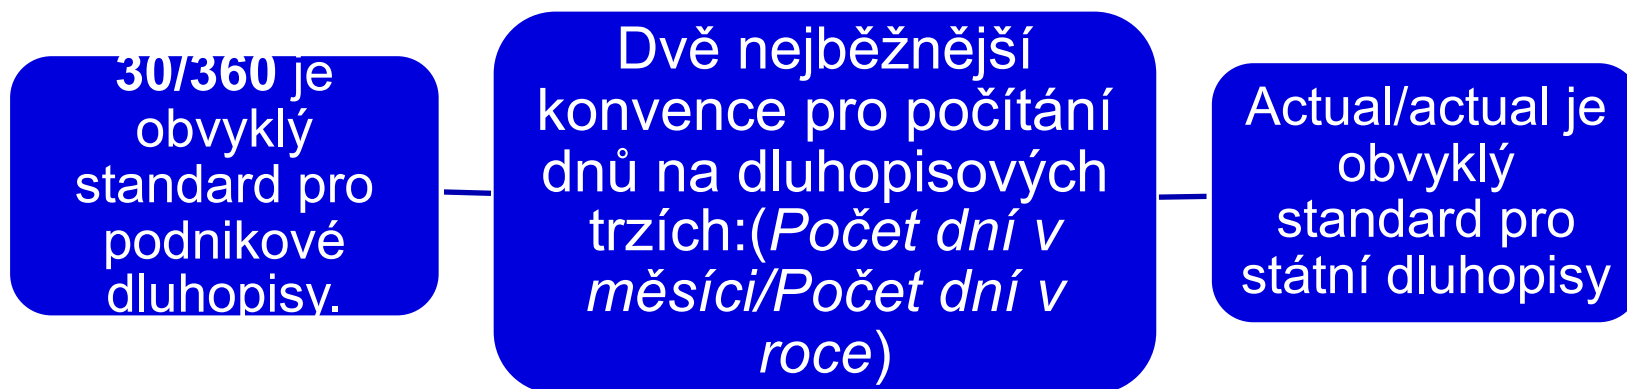 30/360 je
obvyklý
standard pro
podnikové
dluhopisy.
Dvě nejběžnější
konvence pro počítání
dnů na dluhopisových
trzích:(Počet dní v
měsíci/Počet dní v
roce)
Actual/actual je
obvyklý
standard pro
státní dluhopisy